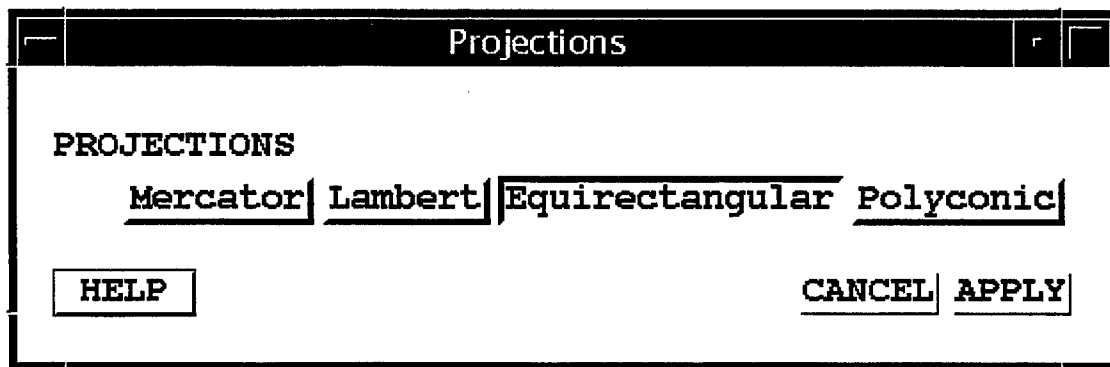 Projections
PROJECTIONS
Mercator Lambert Equirectangular Polyconic
HELP CANCEL APPLY